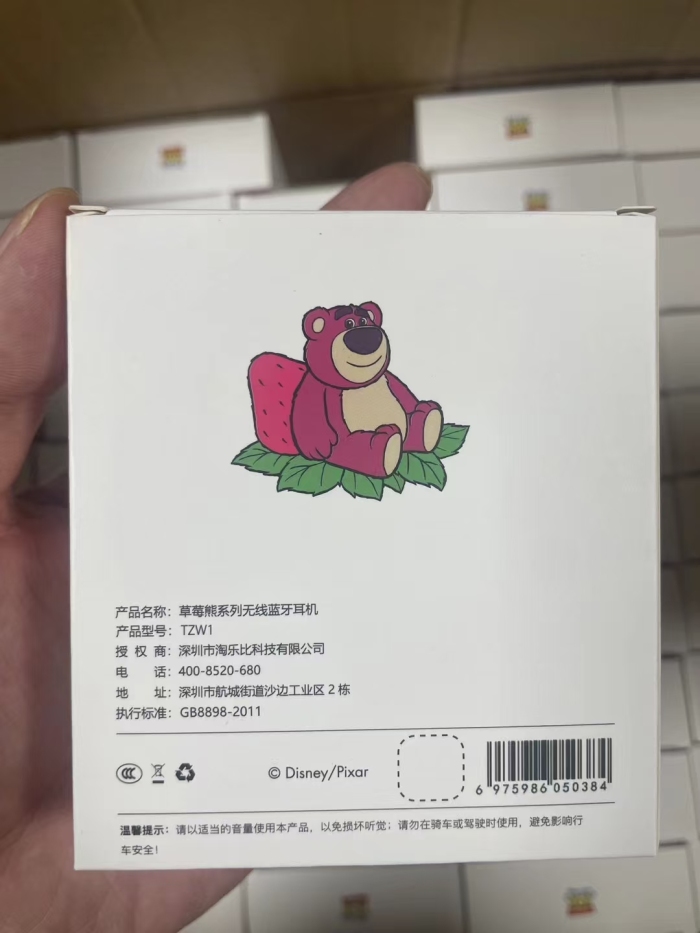 产品名称：草莓熊系列无线蓝牙耳机
产品型号：TZW1
授 权 商：深圳市淘乐比科技有限公司
电 话：400-8520-680
地 址：深圳市航城街道沙边工业区 2 栋
执行标准：GB8898-2011
© Disney/Pixar
6 975986 050384
温馨提示：请以适当的音量使用本产品，以免损坏听觉；请勿在骑车或驾驶时使用，避免影响行
车安全！